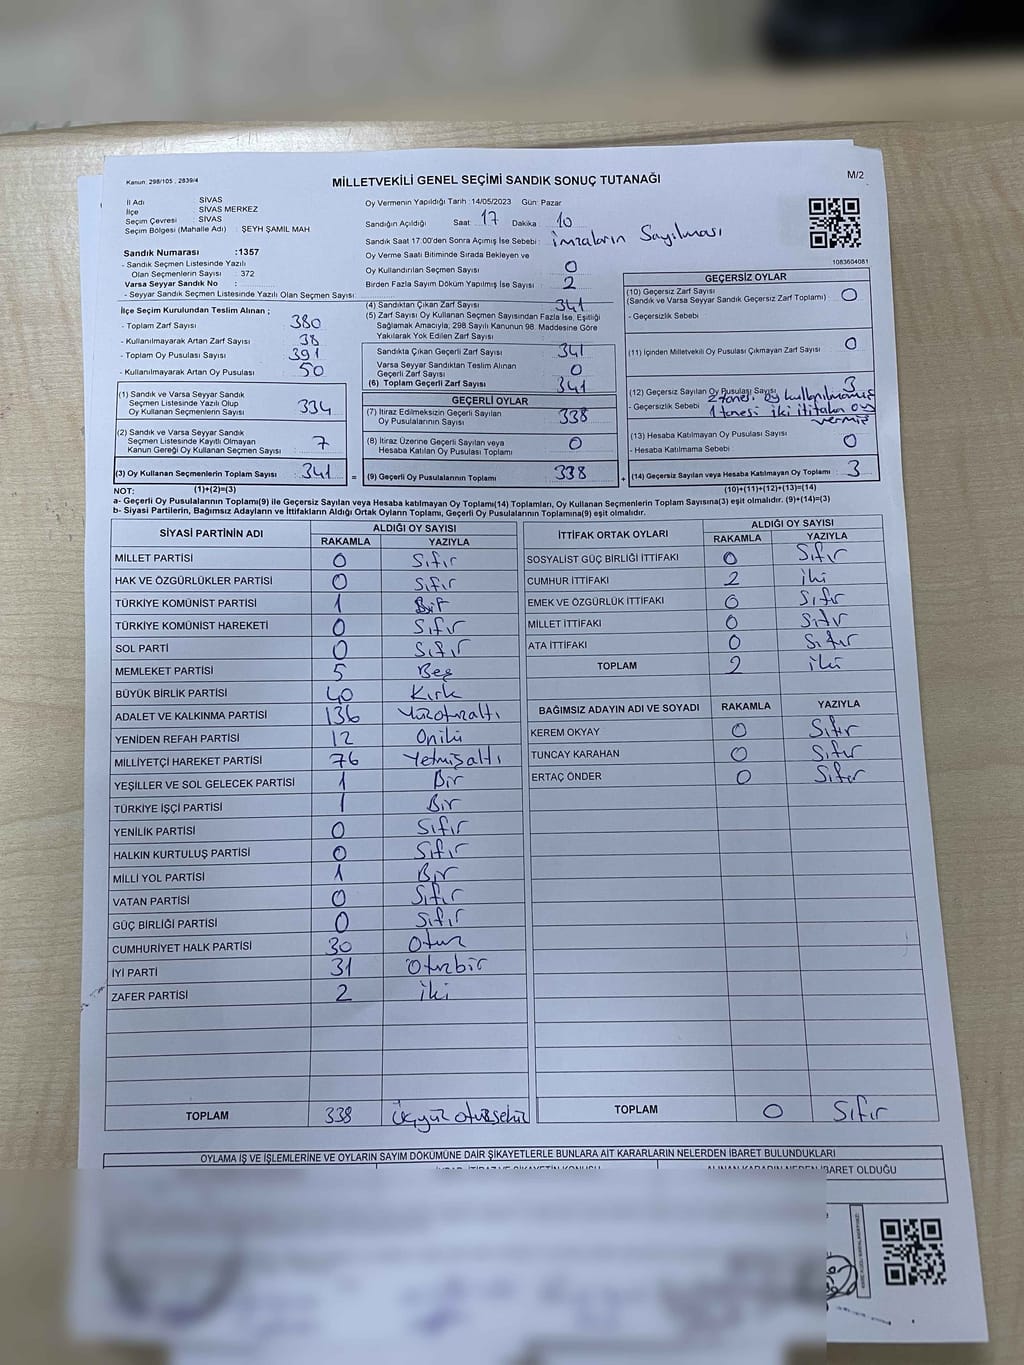 Kanun: 298/105 , 2839/4
MİLLETVEKİLİ GENEL SEÇİMİ SANDIK SONUÇ TUTANAĞI
M/2
İl Adı : SİVAS
İlçe : SİVAS MERKEZ
Seçim Çevresi : SİVAS
Seçim Bölgesi (Mahalle Adı) : ŞEYH ŞAMİL MAH
Sandık Numarası :1357
- Sandık Seçmen Listesinde Yazılı
Olan Seçmenlerin Sayısı : 372
Varsa Seyyar Sandık No :
- Seyyar Sandık Seçmen Listesinde Yazılı Olan Seçmen Sayısı:
Oy Vermenin Yapıldığı Tarih :14/05/2023 Gün: Pazar
Sandığın Açıldığı Saat: 17 Dakika : 10
Sandık Saat 17.00'den Sonra Açımış İse Sebebi : imzaların Sayılması
Oy Verme Saati Bitiminde Sırada Bekleyen ve
Oy Kullandırılan Seçmen Sayısı : 0
Birden Fazla Sayım Döküm Yapılmış İse Sayısı : 2
1083604081
İlçe Seçim Kurulundan Teslim Alınan ;
- Toplam Zarf Sayısı : 380
- Kullanılmayarak Artan Zarf Sayısı : 38
- Toplam Oy Pusulası Sayısı : 391
- Kullanılmayarak Artan Oy Pusulası : 50
(1) Sandık ve Varsa Seyyar Sandık
Seçmen Listesinde Yazılı Olup
Oy Kullanan Seçmenlerin Sayısı : 334
(2) Sandık ve Varsa Seyyar Sandık
Seçmen Listesinde Kayıtlı Olmayan
Kanun Gereği Oy Kullanan Seçmen Sayısı : 7
(3) Oy Kullanan Seçmenlerin Toplam Sayısı : 341
(1)+(2)=(3)
(4) Sandıktan Çıkan Zarf Sayısı : 341
(5) Zarf Sayısı Oy Kullanan Seçmen Sayısından Fazla İse, Eşitliği
Sağlamak Amacıyla, 298 Sayılı Kanunun 98. Maddesine Göre
Yakılarak Yok Edilen Zarf Sayısı :
Sandıkta Çıkan Geçerli Zarf Sayısı : 341
Varsa Seyyar Sandıktan Teslim Alınan
Geçerli Zarf Sayısı : 0
(6) Toplam Geçerli Zarf Sayısı : 341
GEÇERLİ OYLAR
(7) İtiraz Edilmeksizin Geçerli Sayılan
Oy Pusulalarının Sayısı : 338
(8) İtiraz Üzerine Geçerli Sayılan veya
Hesaba Katılan Oy Pusulası Toplamı : 0
= (9) Geçerli Oy Pusulalarının Toplamı : 338
GEÇERSİZ OYLAR
(10) Geçersiz Zarf Sayısı : 0
(Sandık ve Varsa Seyyar Sandık Geçersiz Zarf Toplamı)
- Geçersizlik Sebebi
(11) İçinden Milletvekili Oy Pusulası Çıkmayan Zarf Sayısı : 0
(12) Geçersiz Sayılan Oy Pusulası Sayısı : 3
- Geçersizlik Sebebi : 2 tanesi oy kullanılmamış
1 tanesi iki ittifaka oy
vermiş
(13) Hesaba Katılmayan Oy Pusulası Sayısı : 0
- Hesaba Katılmama Sebebi :
+ (14) Geçersiz Sayılan veya Hesaba Katılmayan Oy Toplamı : 3
(10)+(11)+(12)+(13)=(14)
NOT:
a- Geçerli Oy Pusulalarının Toplamı(9) ile Geçersiz Sayılan veya Hesaba katılmayan Oy Toplamı(14) Toplamları, Oy Kullanan Seçmenlerin Toplam Sayısına(3) eşit olmalıdır. (9)+(14)=(3)
b- Siyasi Partilerin, Bağımsız Adayların ve İttifakların Aldığı Ortak Oyların Toplamı, Geçerli Oy Pusulalarının Toplamına(9) eşit olmalıdır.
SİYASİ PARTİNİN ADI ALDIĞI OY SAYISI
RAKAMLA YAZIYLA
MİLLET PARTİSİ 0 Sıfır
HAK VE ÖZGÜRLÜKLER PARTİSİ 0 Sıfır
TÜRKİYE KOMÜNİST PARTİSİ 1 Bir
TÜRKİYE KOMÜNİST HAREKETİ 0 Sıfır
SOL PARTİ 0 Sıfır
MEMLEKET PARTİSİ 5 Beş
BÜYÜK BİRLİK PARTİSİ 40 Kırk
ADALET VE KALKINMA PARTİSİ 136 Yüzotuzaltı
YENİDEN REFAH PARTİSİ 12 Oniki
MİLLİYETÇİ HAREKET PARTİSİ 76 Yetmişaltı
YEŞİLLER VE SOL GELECEK PARTİSİ 1 Bir
TÜRKİYE İŞÇİ PARTİSİ 1 Bir
YENİLİK PARTİSİ 0 Sıfır
HALKIN KURTULUŞ PARTİSİ 0 Sıfır
MİLLİ YOL PARTİSİ 1 Bir
VATAN PARTİSİ 0 Sıfır
GÜÇ BİRLİĞİ PARTİSİ 0 Sıfır
CUMHURİYET HALK PARTİSİ 30 Otuz
İYİ PARTİ 31 Otuzbir
ZAFER PARTİSİ 2 İki
TOPLAM 338 Üçyüz otuzsekiz
İTTİFAK ORTAK OYLARI ALDIĞI OY SAYISI
RAKAMLA YAZIYLA
SOSYALİST GÜÇ BİRLİĞİ İTTİFAKI 0 Sıfır
CUMHUR İTTİFAKI 2 iki
EMEK VE ÖZGÜRLÜK İTTİFAKI 0 Sıfır
MİLLET İTTİFAKI 0 Sıfır
ATA İTTİFAKI 0 Sıfır
TOPLAM 2 iki
BAĞIMSIZ ADAYIN ADI VE SOYADI RAKAMLA YAZIYLA
KEREM OKYAY 0 Sıfır
TUNCAY KARAHAN 0 Sıfır
ERTAÇ ÖNDER 0 Sıfır
TOPLAM 0 Sıfır
OYLAMA İŞ VE İŞLEMLERİNE VE OYLARIN SAYIM DÖKÜMÜNE DAİR ŞİKAYETLERLE BUNLARA AİT KARARLARIN NELERDEN İBARET BULUNDUKLARI